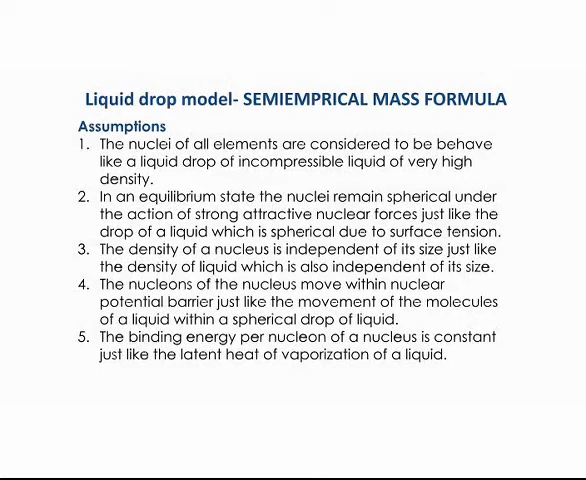 Liquid drop model- SEMIEMPRICAL MASS FORMULA
Assumptions
1. The nuclei of all elements are considered to be behave
like a liquid drop of incompressible liquid of very high
density.
2. In an equilibrium state the nuclei remain spherical under
the action of strong attractive nuclear forces just like the
drop of a liquid which is spherical due to surface tension.
3. The density of a nucleus is independent of its size just like
the density of liquid which is also independent of its size.
4. The nucleons of the nucleus move within nuclear
potential barrier just like the movement of the molecules
of a liquid within a spherical drop of liquid.
5. The binding energy per nucleon of a nucleus is constant
just like the latent heat of vaporization of a liquid.